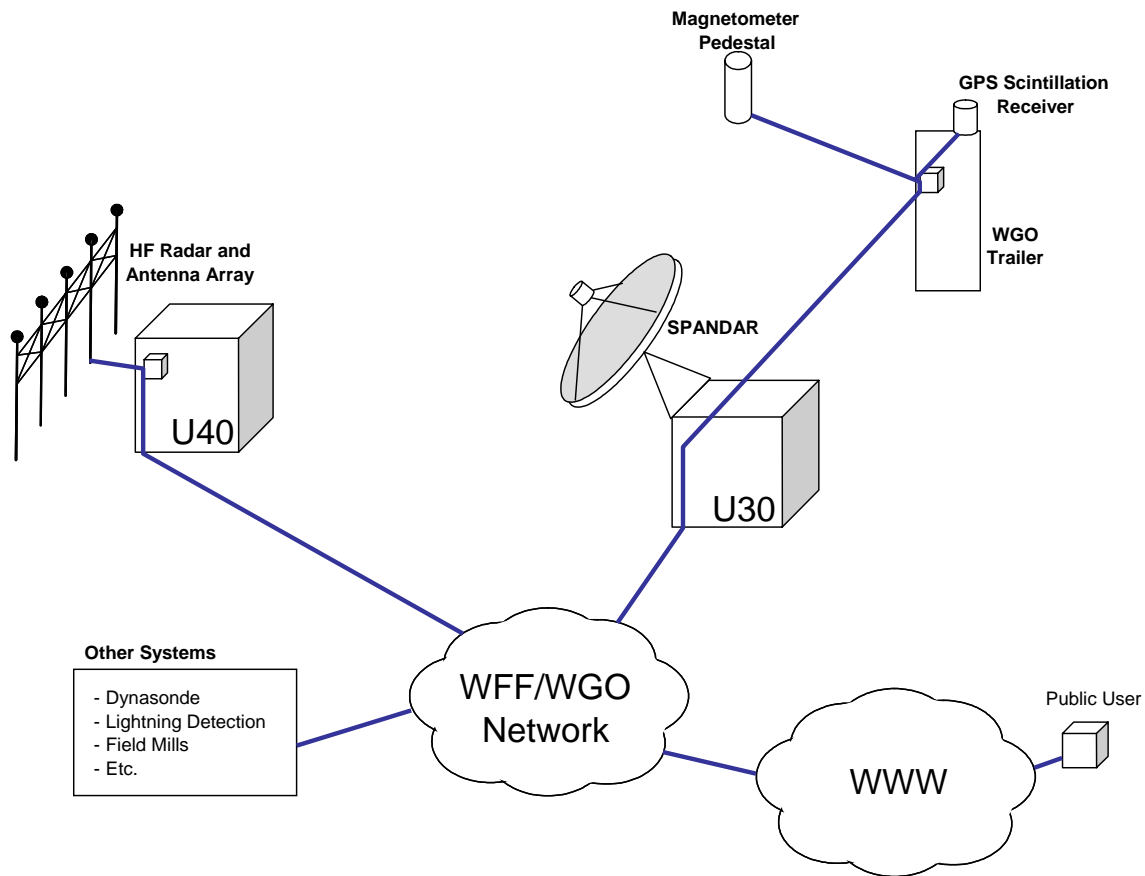 Magnetometer
Pedestal
GPS Scintillation
Receiver
HF Radar and
Antenna Array
WGO
Trailer
SPANDAR
U40
U30
Other Systems
- Dynasonde
- Lightning Detection
- Field Mills
- Etc.
WFF/WGO
Network
Public User
WWW